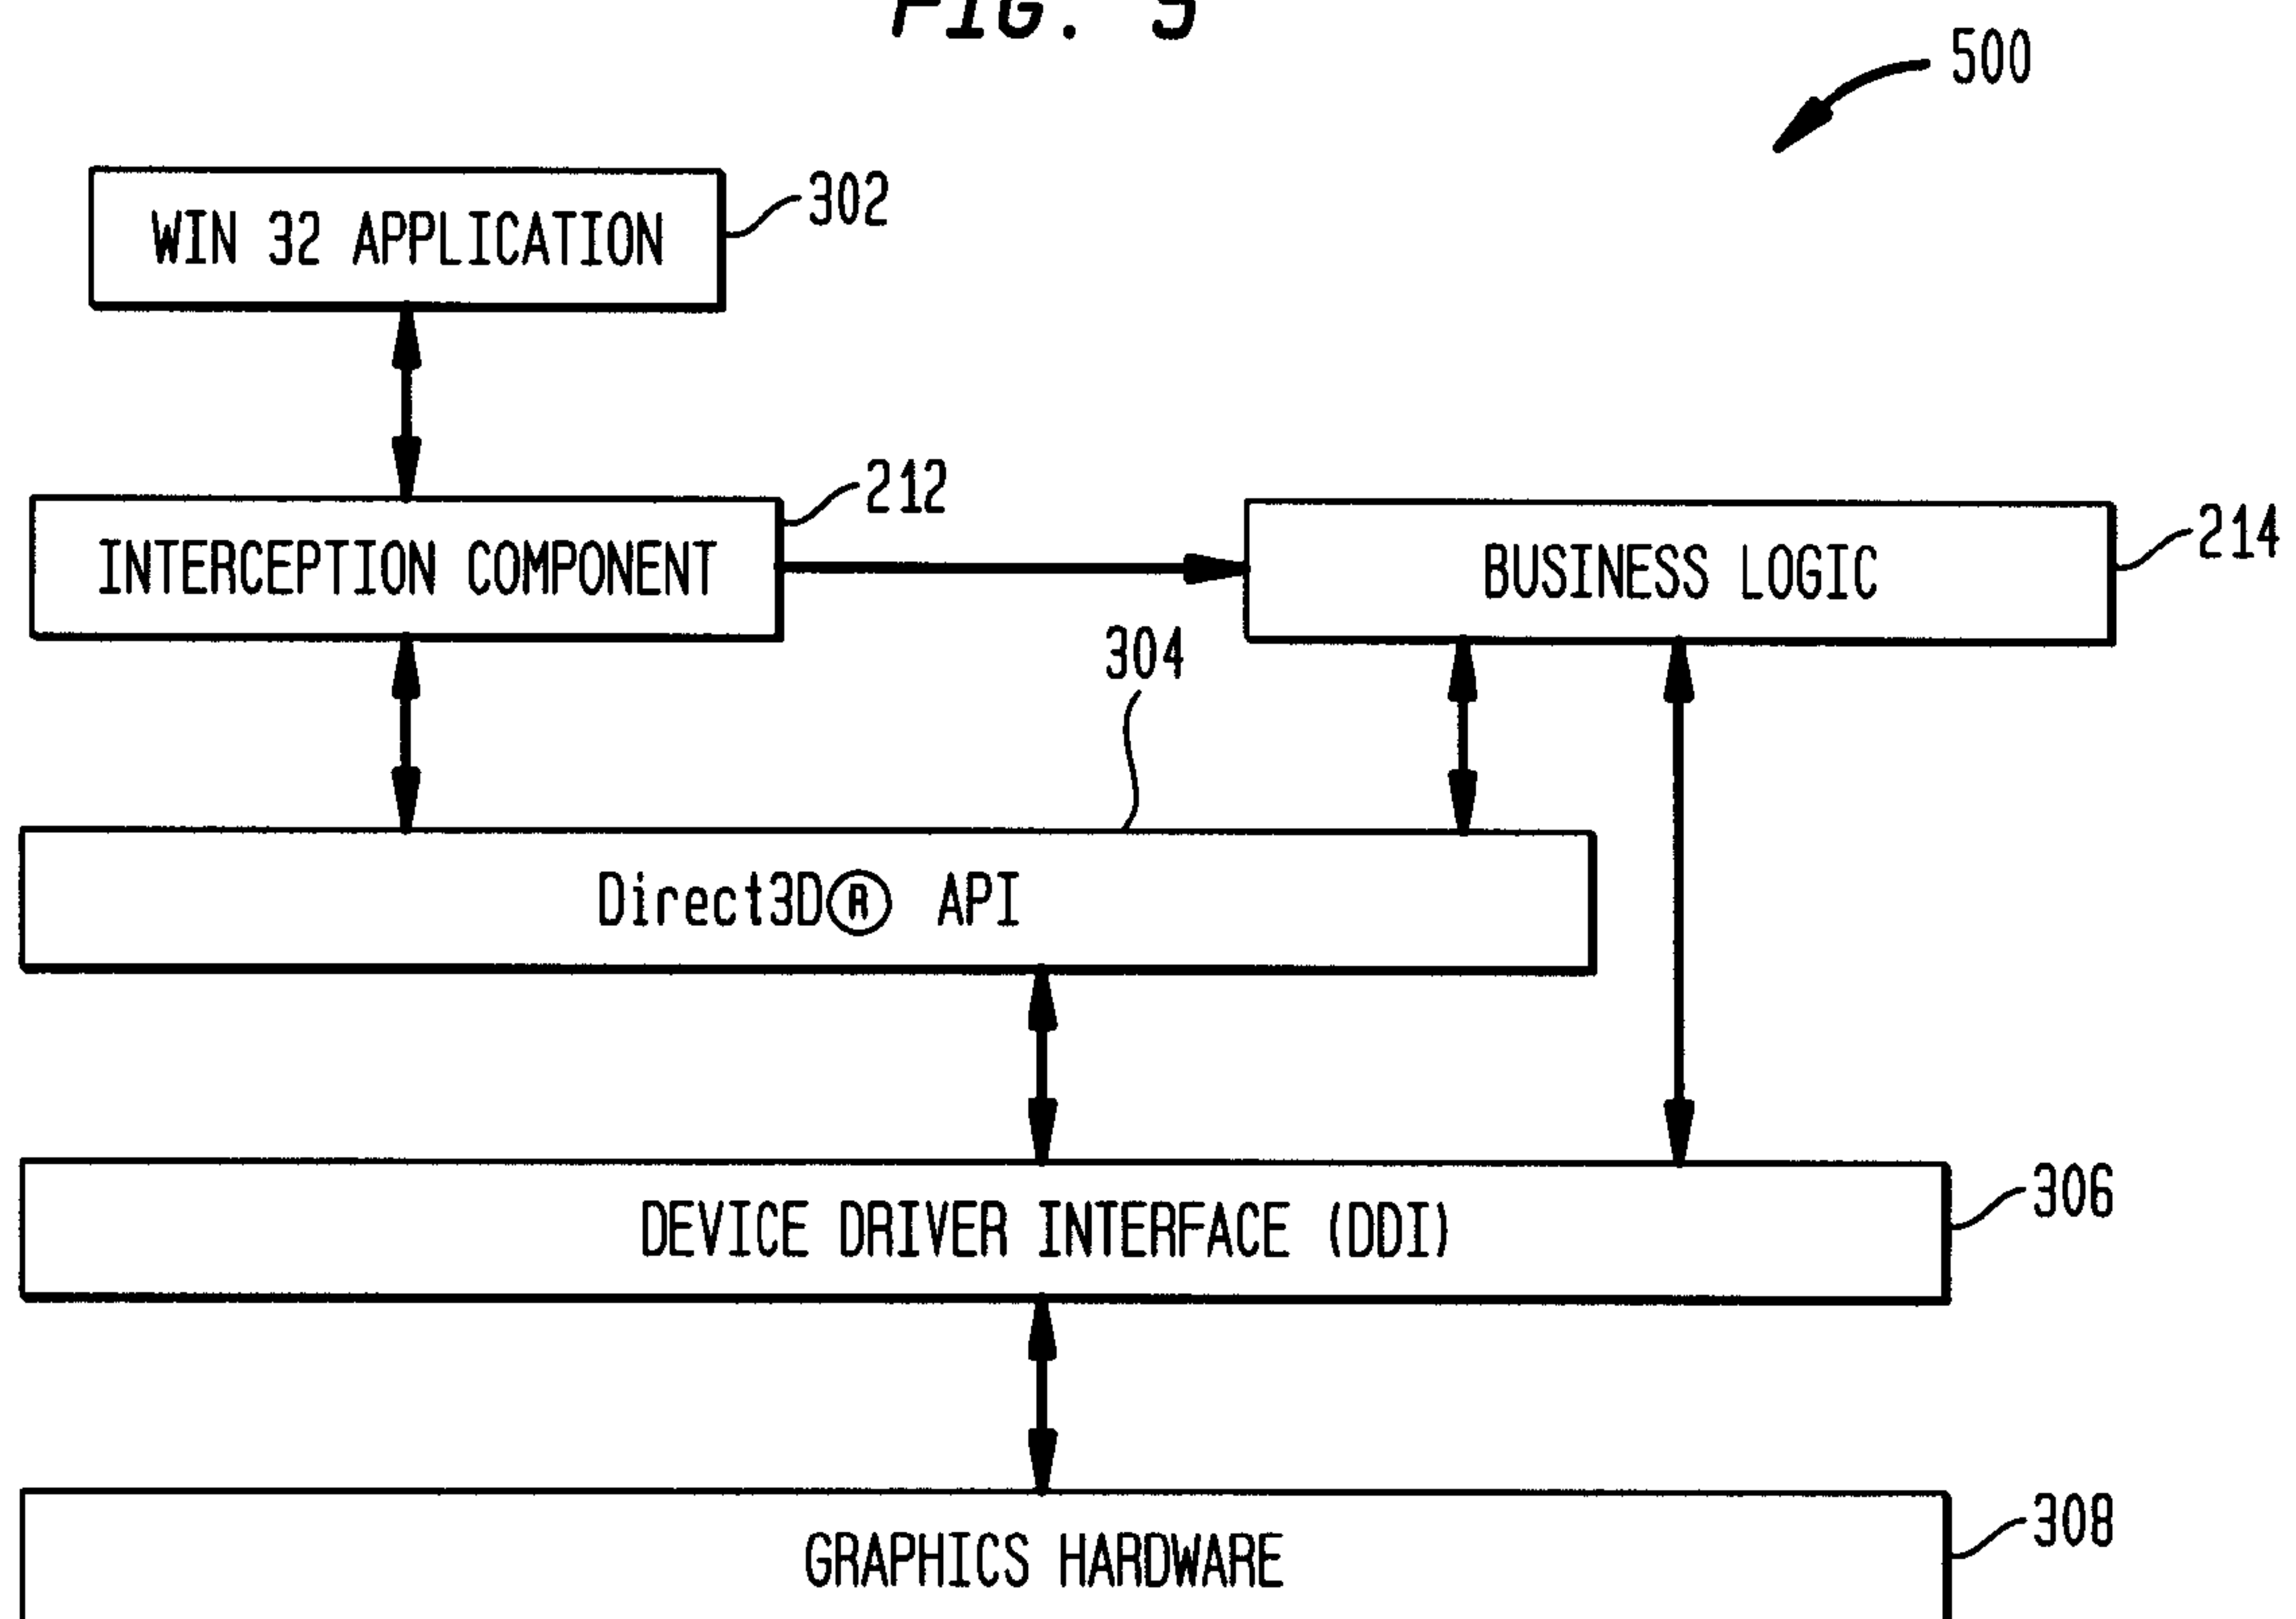 FIG. 5
500
WIN 32 APPLICATION
302
INTERCEPTION COMPONENT
212
BUSINESS LOGIC
214
304
Direct3D® API
DEVICE DRIVER INTERFACE (DDI)
306
GRAPHICS HARDWARE
308